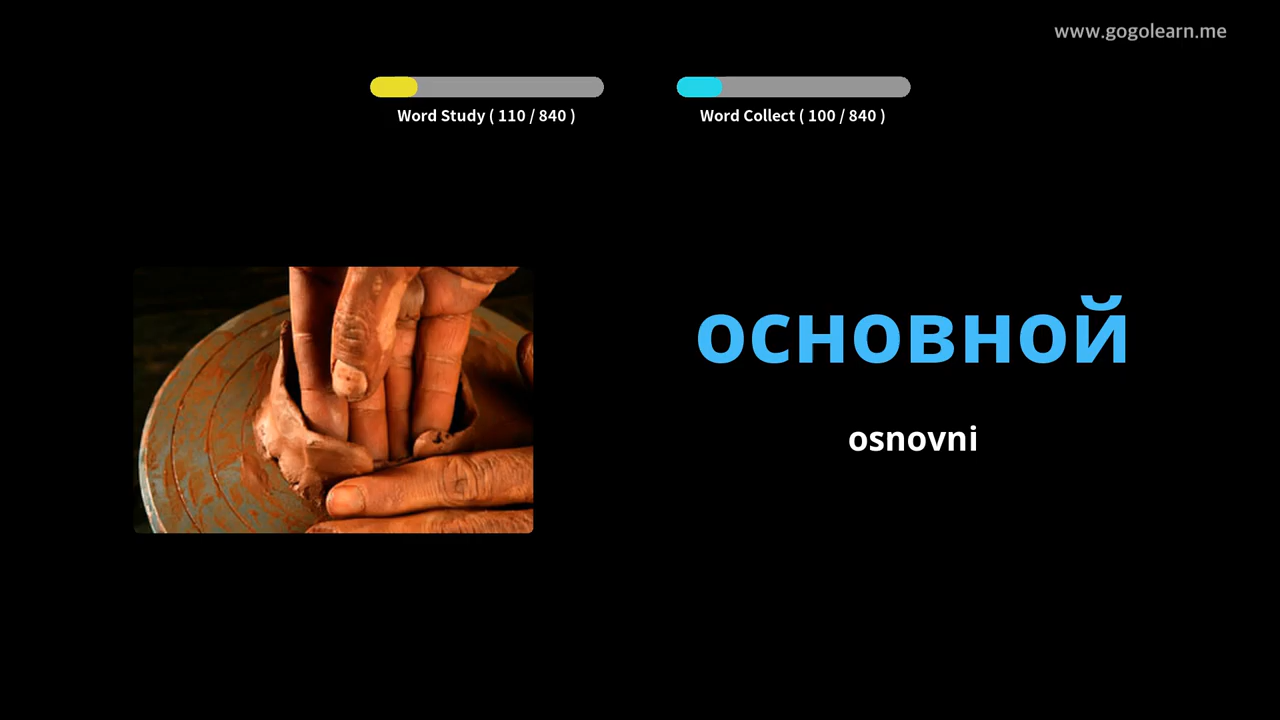 www.gogolearn.me
Word Study ( 110 / 840 )
Word Collect ( 100 / 840 )
основной
osnovni